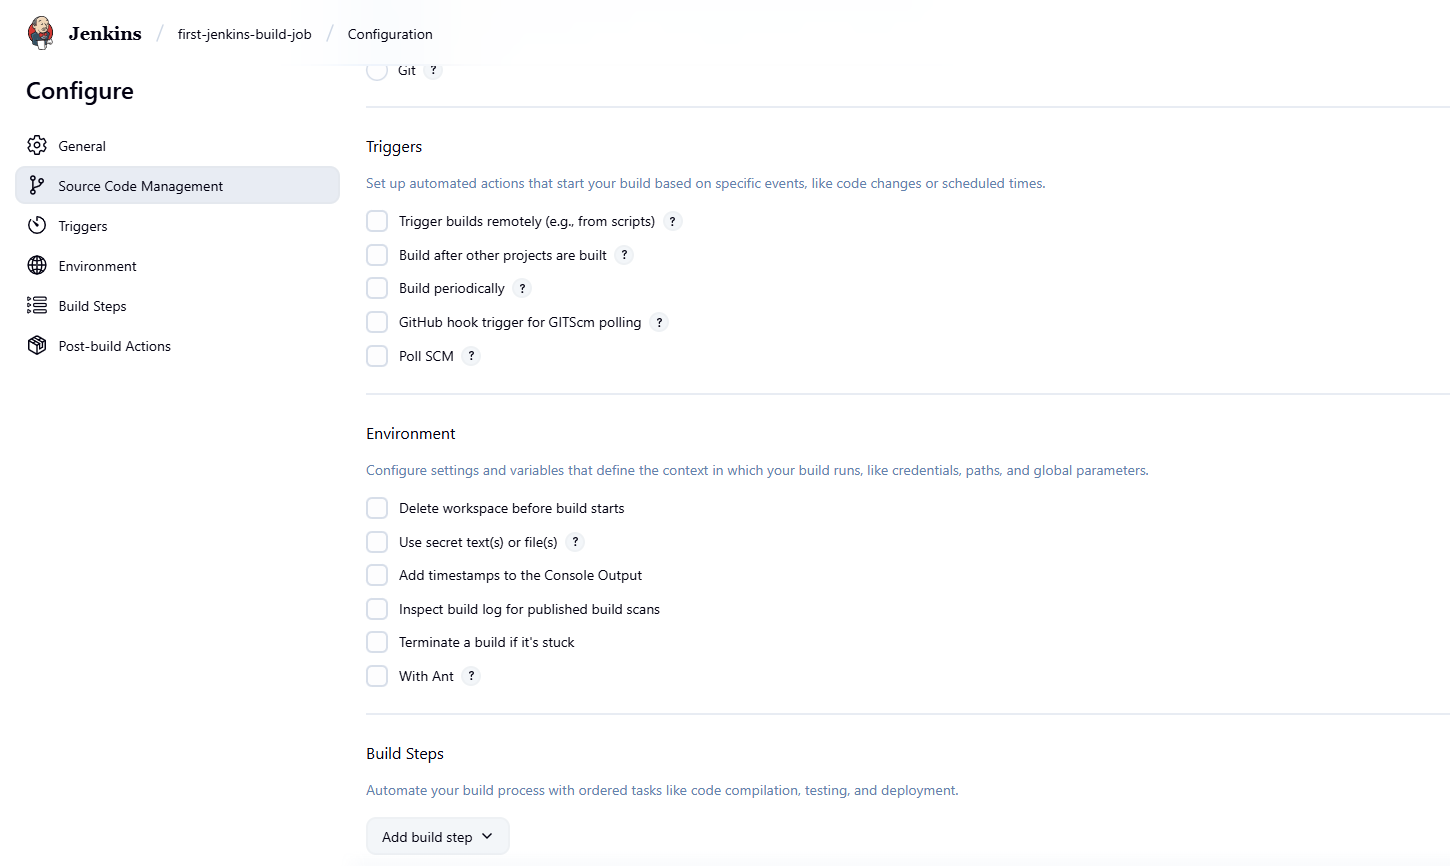 Jenkins / first-jenkins-build-job / Configuration
Configure
General
Source Code Management
Triggers
Environment
Build Steps
Post-build Actions
Git ?
Triggers
Set up automated actions that start your build based on specific events, like code changes or scheduled times.
Trigger builds remotely (e.g., from scripts) ?
Build after other projects are built ?
Build periodically ?
GitHub hook trigger for GITScm polling ?
Poll SCM ?
Environment
Configure settings and variables that define the context in which your build runs, like credentials, paths, and global parameters.
Delete workspace before build starts
Use secret text(s) or file(s) ?
Add timestamps to the Console Output
Inspect build log for published build scans
Terminate a build if it's stuck
With Ant ?
Build Steps
Automate your build process with ordered tasks like code compilation, testing, and deployment.
Add build step